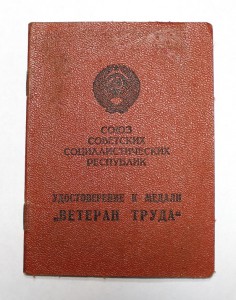 СОЮЗ
СОВЕТСКИХ
СОЦИАЛИСТИЧЕСКИХ
РЕСПУБЛИК
УДОСТОВЕРЕНИЕ К МЕДАЛИ
„ВЕТЕРАН ТРУДА“